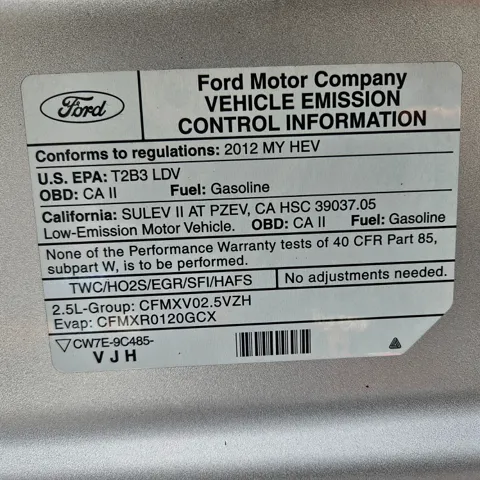 Ford
Ford Motor Company
VEHICLE EMISSION
CONTROL INFORMATION
Conforms to regulations: 2012 MY HEV
U.S. EPA: T2B3 LDV
OBD: CA II Fuel: Gasoline
California: SULEV II AT PZEV, CA HSC 39037.05
Low-Emission Motor Vehicle. OBD: CA II Fuel: Gasoline
None of the Performance Warranty tests of 40 CFR Part 85,
subpart W, is to be performed.
TWC/HO2S/EGR/SFI/HAFS No adjustments needed.
2.5L-Group: CFMXV02.5VZH
Evap: CFMXR0120GCX
CW7E-9C485-
VJH